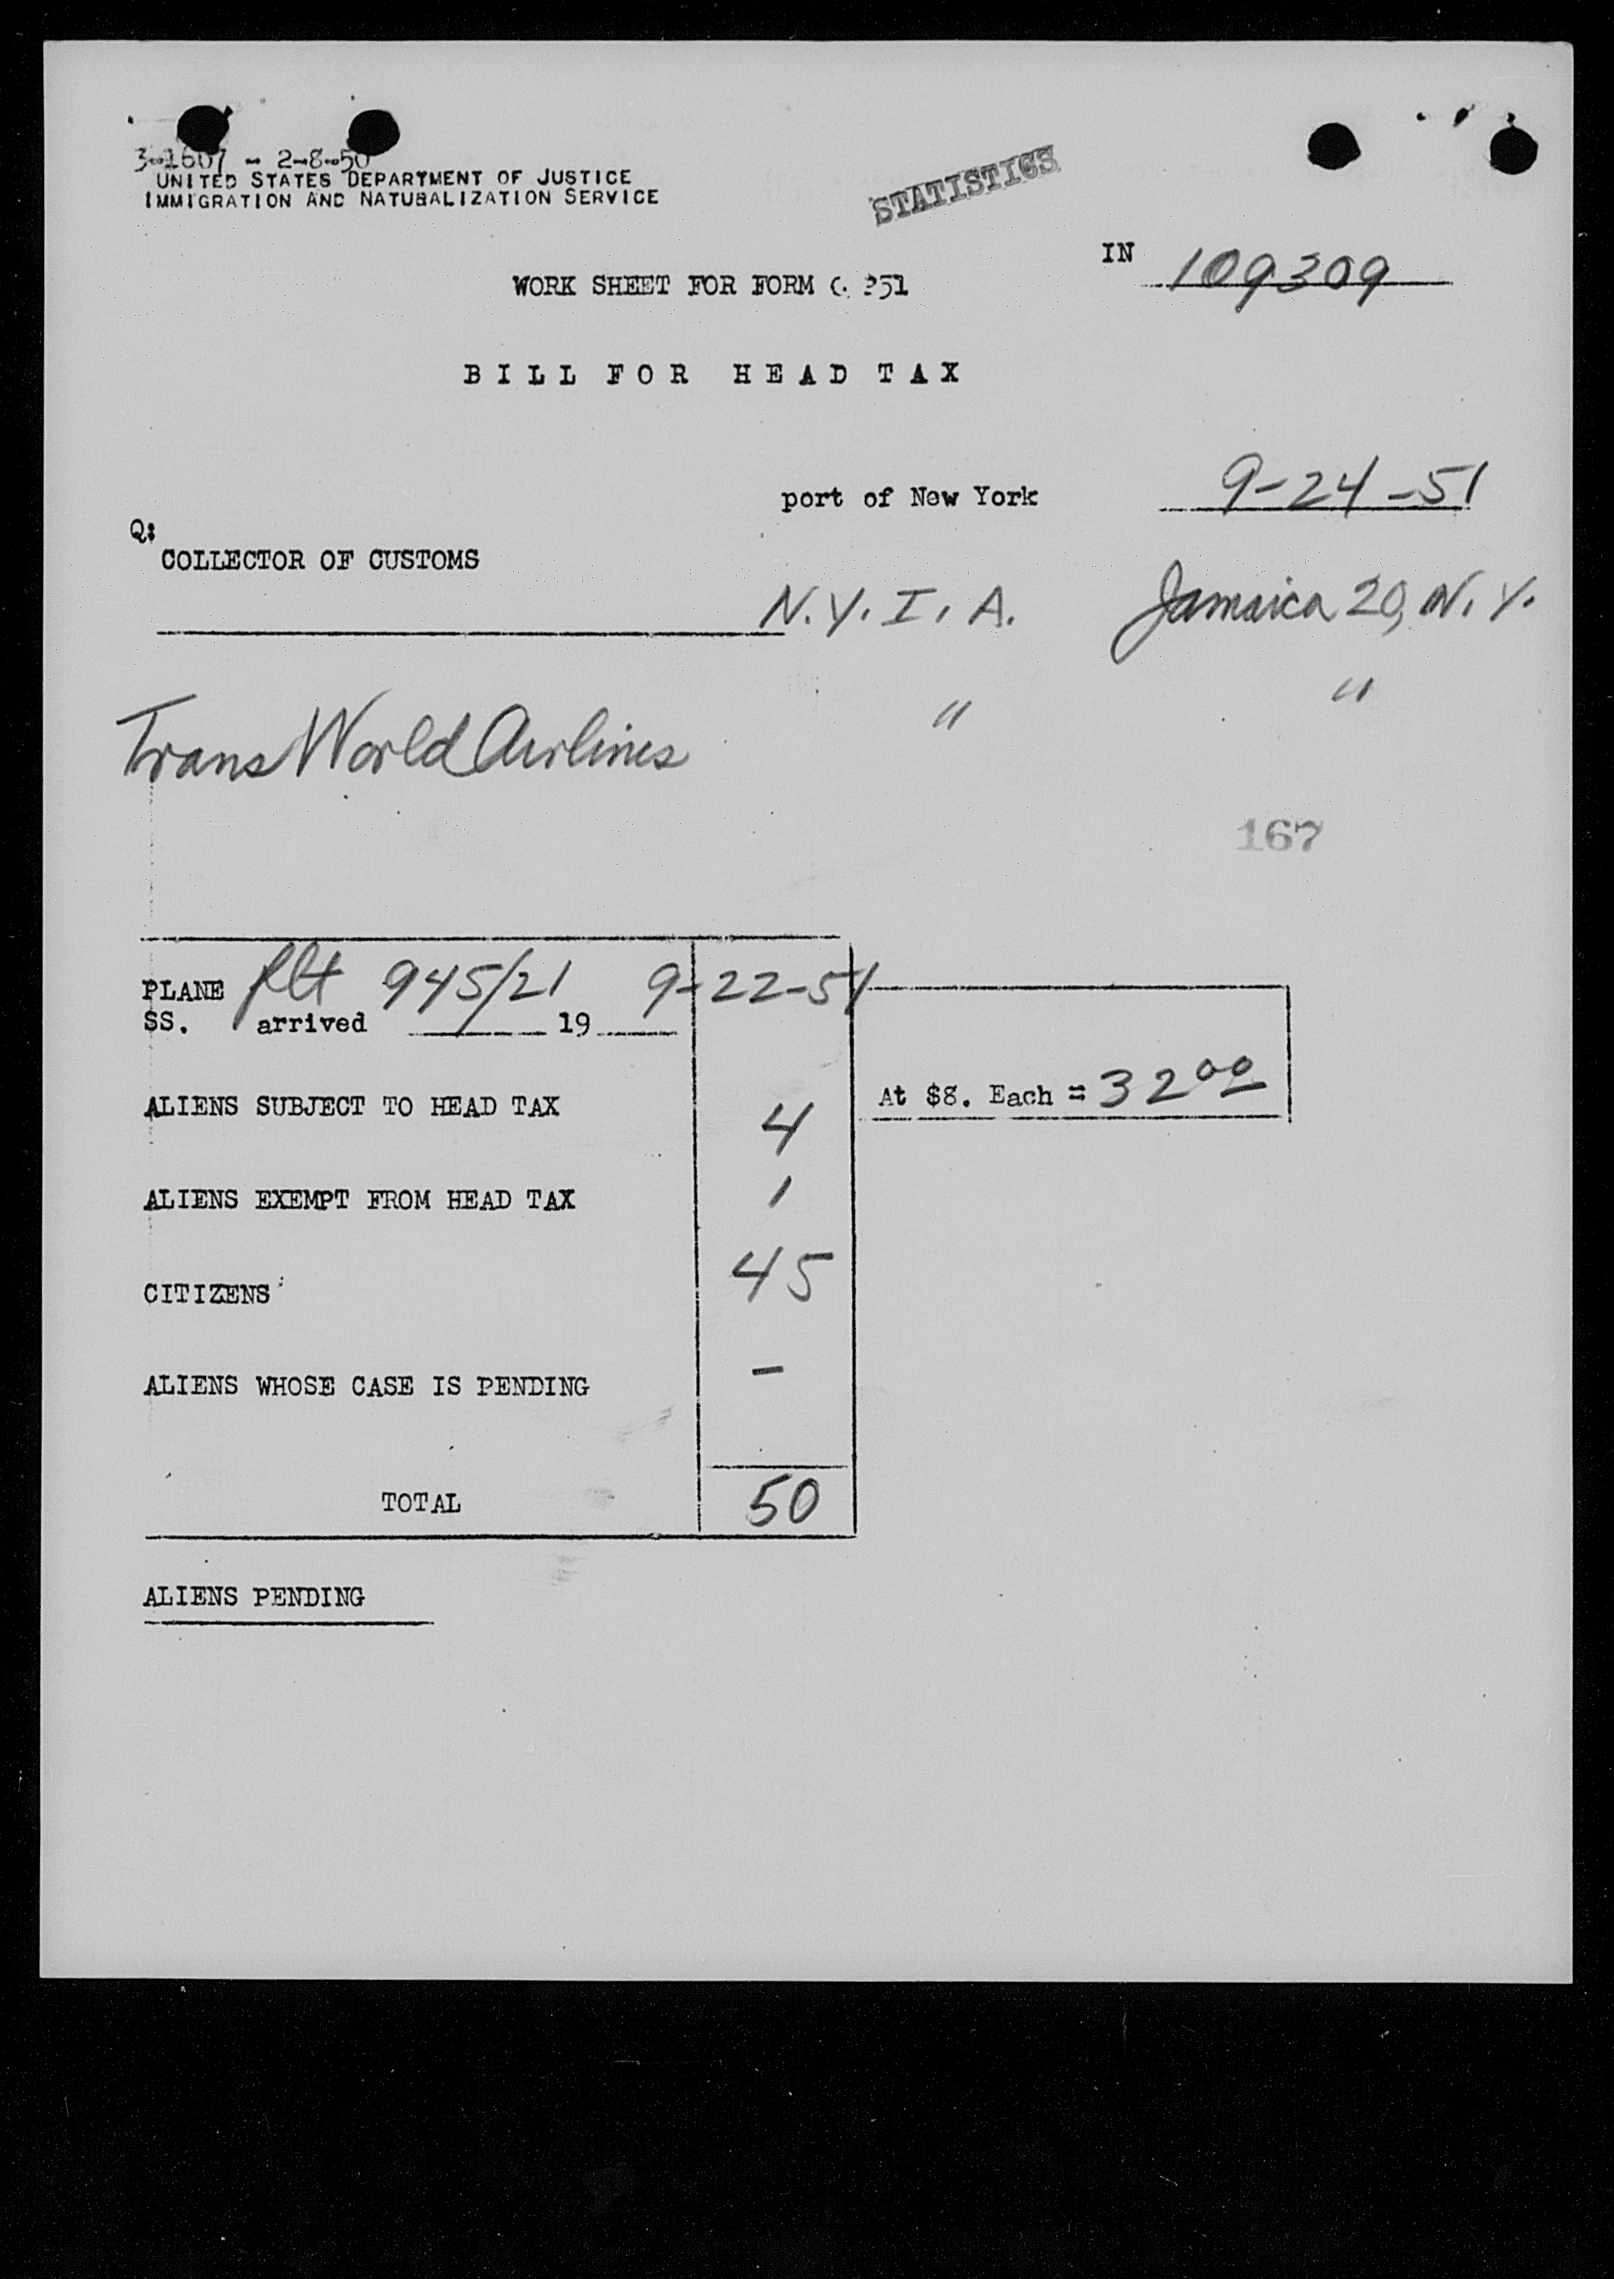 3-1607 - 2-8-50
UNITED STATES DEPARTMENT OF JUSTICE
IMMIGRATION AND NATURALIZATION SERVICE
STATISTICS
IN 109309
WORK SHEET FOR FORM 351
BILL FOR HEAD TAX
port of New York 9-24-51
Q:
COLLECTOR OF CUSTOMS
N.Y.I.A. Jamaica 20, N.Y.
Trans World Airlines " "
167
PLANE flt 945/21 9-22-51
SS. arrived 19
ALIENS SUBJECT TO HEAD TAX 4 At $8. Each = 32 00
ALIENS EXEMPT FROM HEAD TAX 1
CITIZENS 45
ALIENS WHOSE CASE IS PENDING -
TOTAL 50
ALIENS PENDING